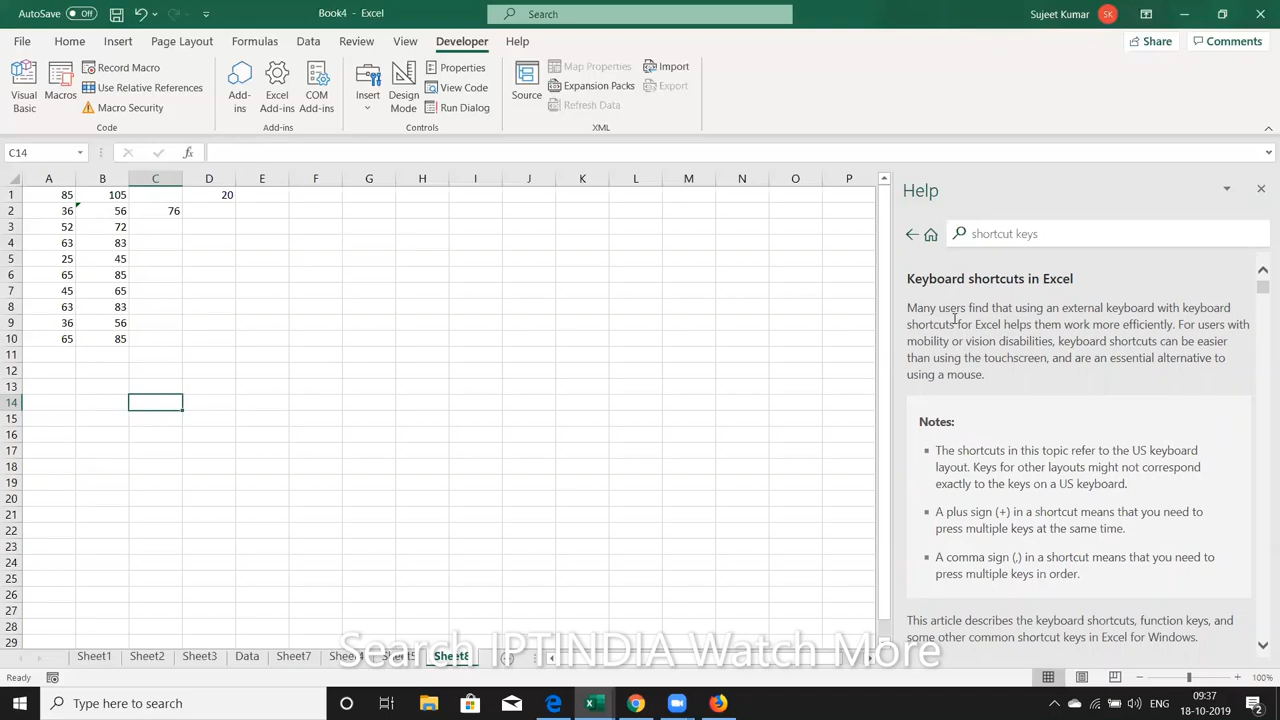 AutoSave Off Book4 - Excel Search Sujeet Kumar SK
File Home Insert Page Layout Formulas Data Review View Developer Help Share Comments
Visual Basic
Macros
Record Macro
Use Relative References
Macro Security
Code
Add-ins
Excel Add-ins
COM Add-ins
Add-ins
Insert
Design Mode
Properties
View Code
Run Dialog
Controls
Source
Map Properties
Expansion Packs
Refresh Data
Import
Export
XML
C14 fx
A B C D E F G H I J K L M N O P
1 85 105 20
2 36 56 76
3 52 72
4 63 83
5 25 45
6 65 85
7 45 65
8 63 83
9 36 56
10 65 85
11
12
13
14
15
16
17
18
19
20
21
22
23
24
25
26
27
28
29
Help
shortcut keys
Keyboard shortcuts in Excel
Many users find that using an external keyboard with keyboard
shortcuts for Excel helps them work more efficiently. For users with
mobility or vision disabilities, keyboard shortcuts can be easier
than using the touchscreen, and are an essential alternative to
using a mouse.
Notes:
The shortcuts in this topic refer to the US keyboard
layout. Keys for other layouts might not correspond
exactly to the keys on a US keyboard.
A plus sign (+) in a shortcut means that you need to
press multiple keys at the same time.
A comma sign (,) in a shortcut means that you need to
press multiple keys in order.
This article describes the keyboard shortcuts, function keys, and
some other common shortcut keys in Excel for Windows.
Search IPTINDIA Watch More
Sheet1 Sheet2 Sheet3 Data Sheet7 Sheet8
Ready 100%
Type here to search ENG 09:37
18-10-2019 2